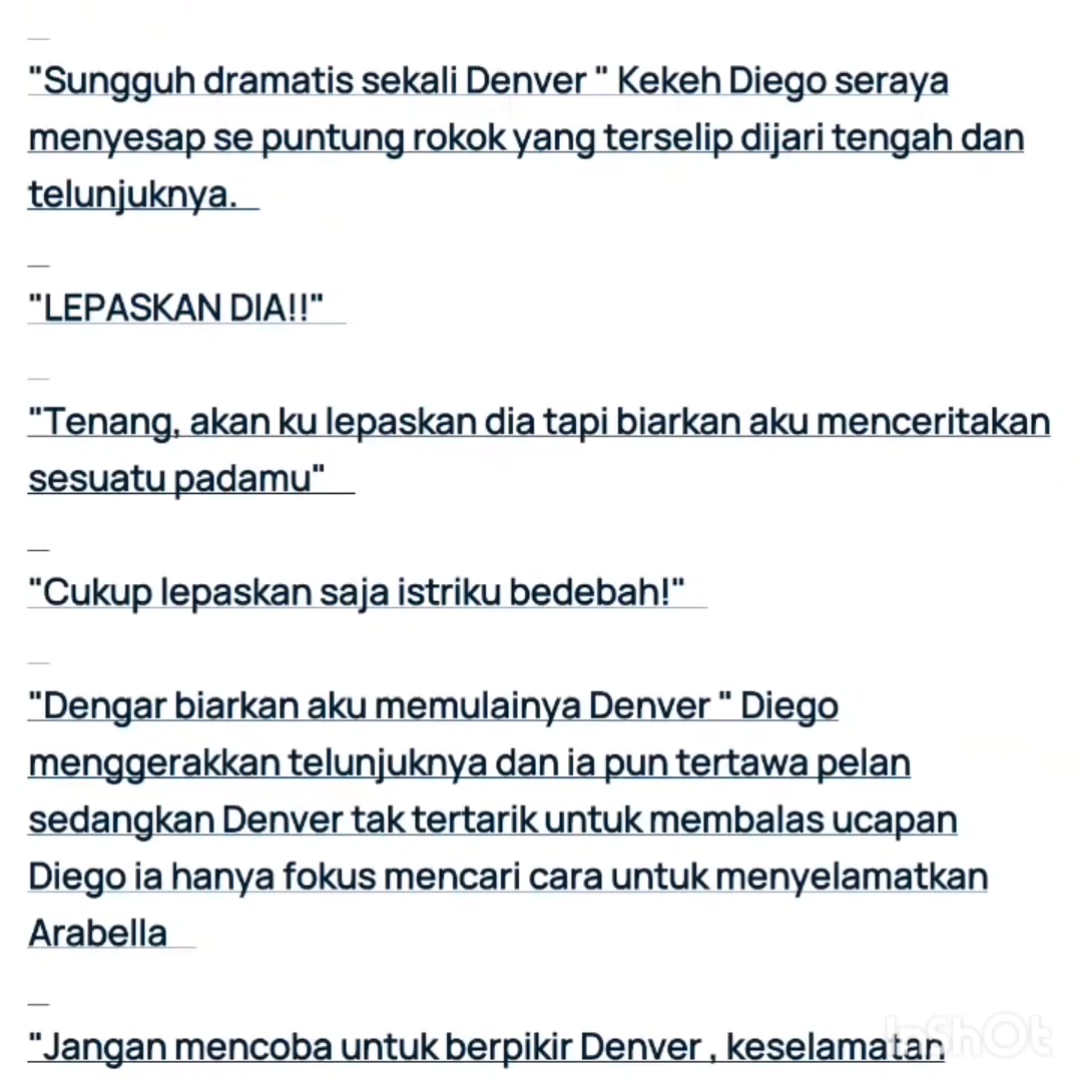 "Sungguh dramatis sekali Denver " Kekeh Diego seraya
menyesap se puntung rokok yang terselip dijari tengah dan
telunjuknya.
"LEPASKAN DIA!!"
"Tenang, akan ku lepaskan dia tapi biarkan aku menceritakan
sesuatu padamu"
"Cukup lepaskan saja istriku bedebah!"
"Dengar biarkan aku memulainya Denver " Diego
menggerakkan telunjuknya dan ia pun tertawa pelan
sedangkan Denver tak tertarik untuk membalas ucapan
Diego ia hanya fokus mencari cara untuk menyelamatkan
Arabella
"Jangan mencoba untuk berpikir Denver , keselamatan
InShOt